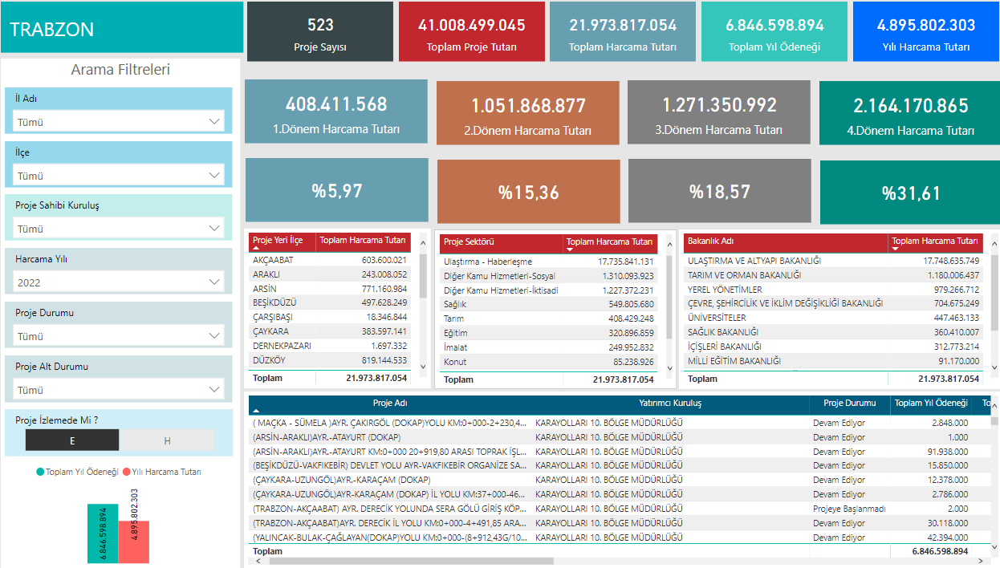 TRABZON
523
Proje Sayısı
41.008.499.045
Toplam Proje Tutarı
21.973.817.054
Toplam Harcama Tutarı
6.846.598.894
Toplam Yıl Ödeneği
4.895.802.303
Yılı Harcama Tutarı
Arama Filtreleri
İl Adı
Tümü
İlçe
Tümü
Proje Sahibi Kuruluş
Tümü
Harcama Yılı
2022
Proje Durumu
Tümü
Proje Alt Durumu
Tümü
Proje İzlemede Mi ?
E H
Toplam Yıl Ödeneği Yılı Harcama Tutarı
6.846.598.894
4.895.802.303
408.411.568
1.Dönem Harcama Tutarı
1.051.868.877
2.Dönem Harcama Tutarı
1.271.350.992
3.Dönem Harcama Tutarı
2.164.170.865
4.Dönem Harcama Tutarı
%5,97
%15,36
%18,57
%31,61
Proje Yeri İlçe Toplam Harcama Tutarı
AKÇAABAT 603.600.021
ARAKLI 243.008.052
ARSİN 771.160.984
BEŞİKDÜZÜ 497.628.249
ÇARŞIBAŞI 18.346.844
ÇAYKARA 383.597.141
DERNEKPAZARI 1.697.332
DÜZKÖY 819.144.533
Toplam 21.973.817.054
Proje Sektörü Toplam Harcama Tutarı
Ulaştırma - Haberleşme 17.735.841.131
Diğer Kamu Hizmetleri-Sosyal 1.310.093.923
Diğer Kamu Hizmetleri-İktisadi 1.227.372.231
Sağlık 549.805.680
Tarım 408.429.248
Eğitim 320.896.859
İmalat 249.952.832
Konut 85.238.926
Toplam 21.973.817.054
Bakanlık Adı Toplam Harcama Tutarı
ULAŞTIRMA VE ALTYAPI BAKANLIĞI 17.748.635.749
TARIM VE ORMAN BAKANLIĞI 1.180.006.437
YEREL YÖNETİMLER 979.266.712
ÇEVRE, ŞEHİRCİLİK VE İKLİM DEĞİŞİKLİĞİ BAKANLIĞI 704.675.249
ÜNİVERSİTELER 447.463.133
SAĞLIK BAKANLIĞI 360.410.007
İÇİŞLERİ BAKANLIĞI 312.773.214
MİLLİ EĞİTİM BAKANLIĞI 91.170.000
Toplam 21.973.817.054
Proje Adı Yatırımcı Kuruluş Proje Durumu Toplam Yıl Ödeneği To
( MAÇKA - SÜMELA )AYR. ÇAKIRGÖL (DOKAP)YOLU KM:0+000-2+230,4... KARAYOLLARI 10. BÖLGE MÜDÜRLÜĞÜ Devam Ediyor 2.848.000
(ARSİN-ARAKLI)AYR.-ATAYURT (DOKAP) KARAYOLLARI 10. BÖLGE MÜDÜRLÜĞÜ Devam Ediyor 1.000
(ARSİN-ARAKLI)AYR.-ATAYURT KM:0+000 20+919,80 ARASI TOPRAK İŞL... KARAYOLLARI 10. BÖLGE MÜDÜRLÜĞÜ Devam Ediyor 91.938.000
(BEŞİKDÜZÜ-VAKFIKEBİR) DEVLET YOLU AYR-VAKFIKEBİR ORGANİZE SA... KARAYOLLARI 10. BÖLGE MÜDÜRLÜĞÜ Devam Ediyor 15.850.000
(ÇAYKARA-UZUNGÖL)AYR.-KARAÇAM (DOKAP) KARAYOLLARI 10. BÖLGE MÜDÜRLÜĞÜ Devam Ediyor 12.378.000
(ÇAYKARA-UZUNGÖL)AYR-KARAÇAM (DOKAP) İL YOLU KM:37+000-46... KARAYOLLARI 10. BÖLGE MÜDÜRLÜĞÜ Devam Ediyor 2.786.000
(TRABZON-AKÇAABAT) AYR. DERECİK YOLUNDA SERA GÖLÜ GİRİŞ KÖP... KARAYOLLARI 10. BÖLGE MÜDÜRLÜĞÜ Projeye Başlanmadı 2.000
(TRABZON-AKÇAABAT)AYR. DERECİK İL YOLU KM:0+000-4+491,85 ARA... KARAYOLLARI 10. BÖLGE MÜDÜRLÜĞÜ Devam Ediyor 30.118.000
(YALINCAK-BULAK-ÇAĞLAYAN(DOKAP)YOLU KM:0+000-(8+912,43G/10... KARAYOLLARI 10. BÖLGE MÜDÜRLÜĞÜ Devam Ediyor 42.394.000
Toplam 6.846.598.894